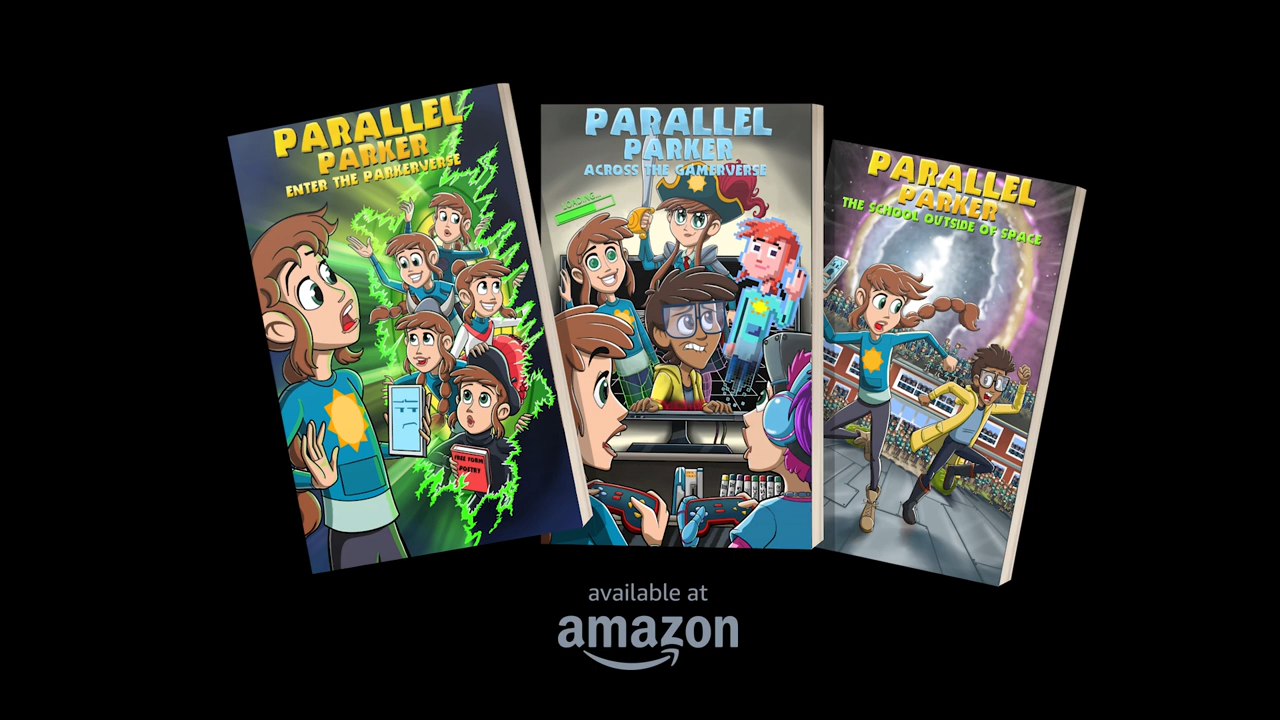 PARALLEL
PARKER
ENTER THE PARKERVERSE
FREE FORM
POETRY
PARALLEL
PARKER
ACROSS THE GAMERVERSE
LOADING...
PARALLEL
PARKER
THE SCHOOL OUTSIDE OF SPACE
available at
amazon